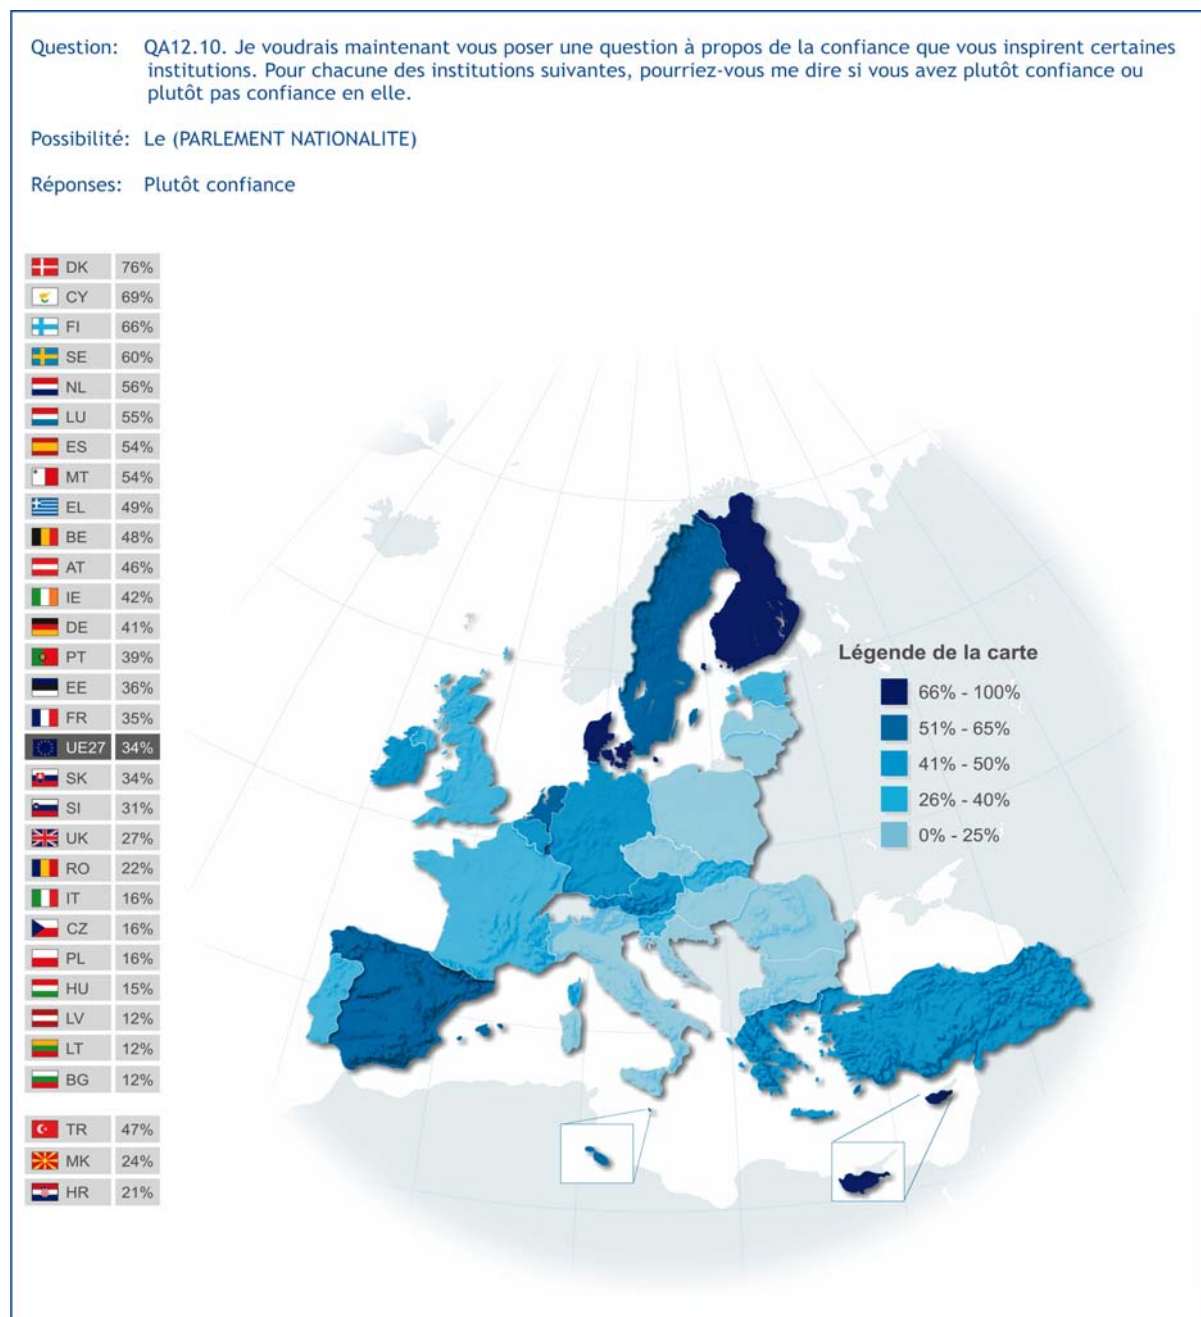 Question: QA12.10. Je voudrais maintenant vous poser une question à propos de la confiance que vous inspirent certaines
institutions. Pour chacune des institutions suivantes, pourriez-vous me dire si vous avez plutôt confiance ou
plutôt pas confiance en elle.
Possibilité: Le (PARLEMENT NATIONALITE)
Réponses: Plutôt confiance
DK 76%
CY 69%
FI 66%
SE 60%
NL 56%
LU 55%
ES 54%
MT 54%
EL 49%
BE 48%
AT 46%
IE 42%
DE 41%
PT 39%
EE 36%
FR 35%
UE27 34%
SK 34%
SI 31%
UK 27%
RO 22%
IT 16%
CZ 16%
PL 16%
HU 15%
LV 12%
LT 12%
BG 12%
TR 47%
MK 24%
HR 21%
Légende de la carte
66% - 100%
51% - 65%
41% - 50%
26% - 40%
0% - 25%